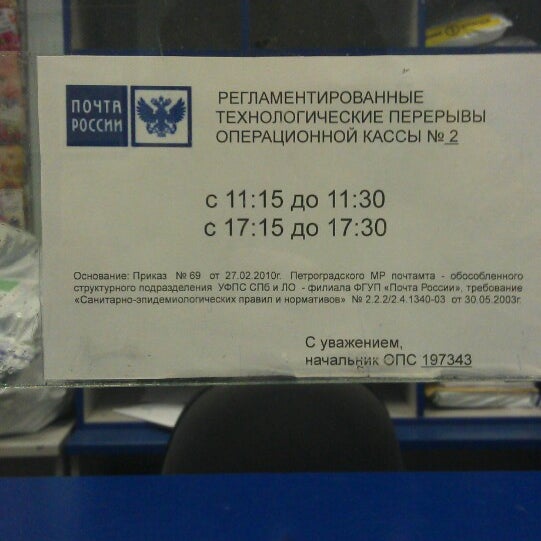 ПОЧТА
РОССИИ
РЕГЛАМЕНТИРОВАННЫЕ
ТЕХНОЛОГИЧЕСКИЕ ПЕРЕРЫВЫ
ОПЕРАЦИОННОЙ КАССЫ № 2
с 11:15 до 11:30
с 17:15 до 17:30
Основание: Приказ № 69 от 27.02.2010г. Петроградского МР почтамта - обособленного
структурного подразделения УФПС СПб и ЛО - филиала ФГУП «Почта России», требование
«Санитарно-эпидемиологических правил и нормативов» № 2.2.2/2.4.1340-03 от 30.05.2003г.
С уважением,
начальник ОПС 197343